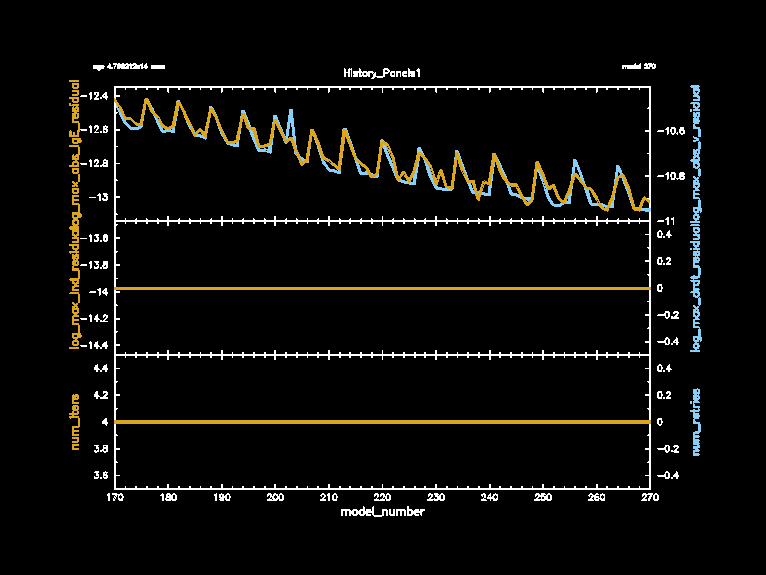 History_Panels1
model 270
log_max_abs_lgE_residual
-12.4
-12.6
-12.8
-13
-10.6
-10.8
-11
log_max_abs_v_residual
log_max_lnd_residual
-13.6
-13.8
-14
-14.2
-14.4
0.4
0.2
0
-0.2
-0.4
log_max_drdt_residual
num_iters
4.4
4.2
4
3.8
3.6
0.4
0.2
0
-0.2
-0.4
num_retries
170 180 190 200 210 220 230 240 250 260 270
model_number